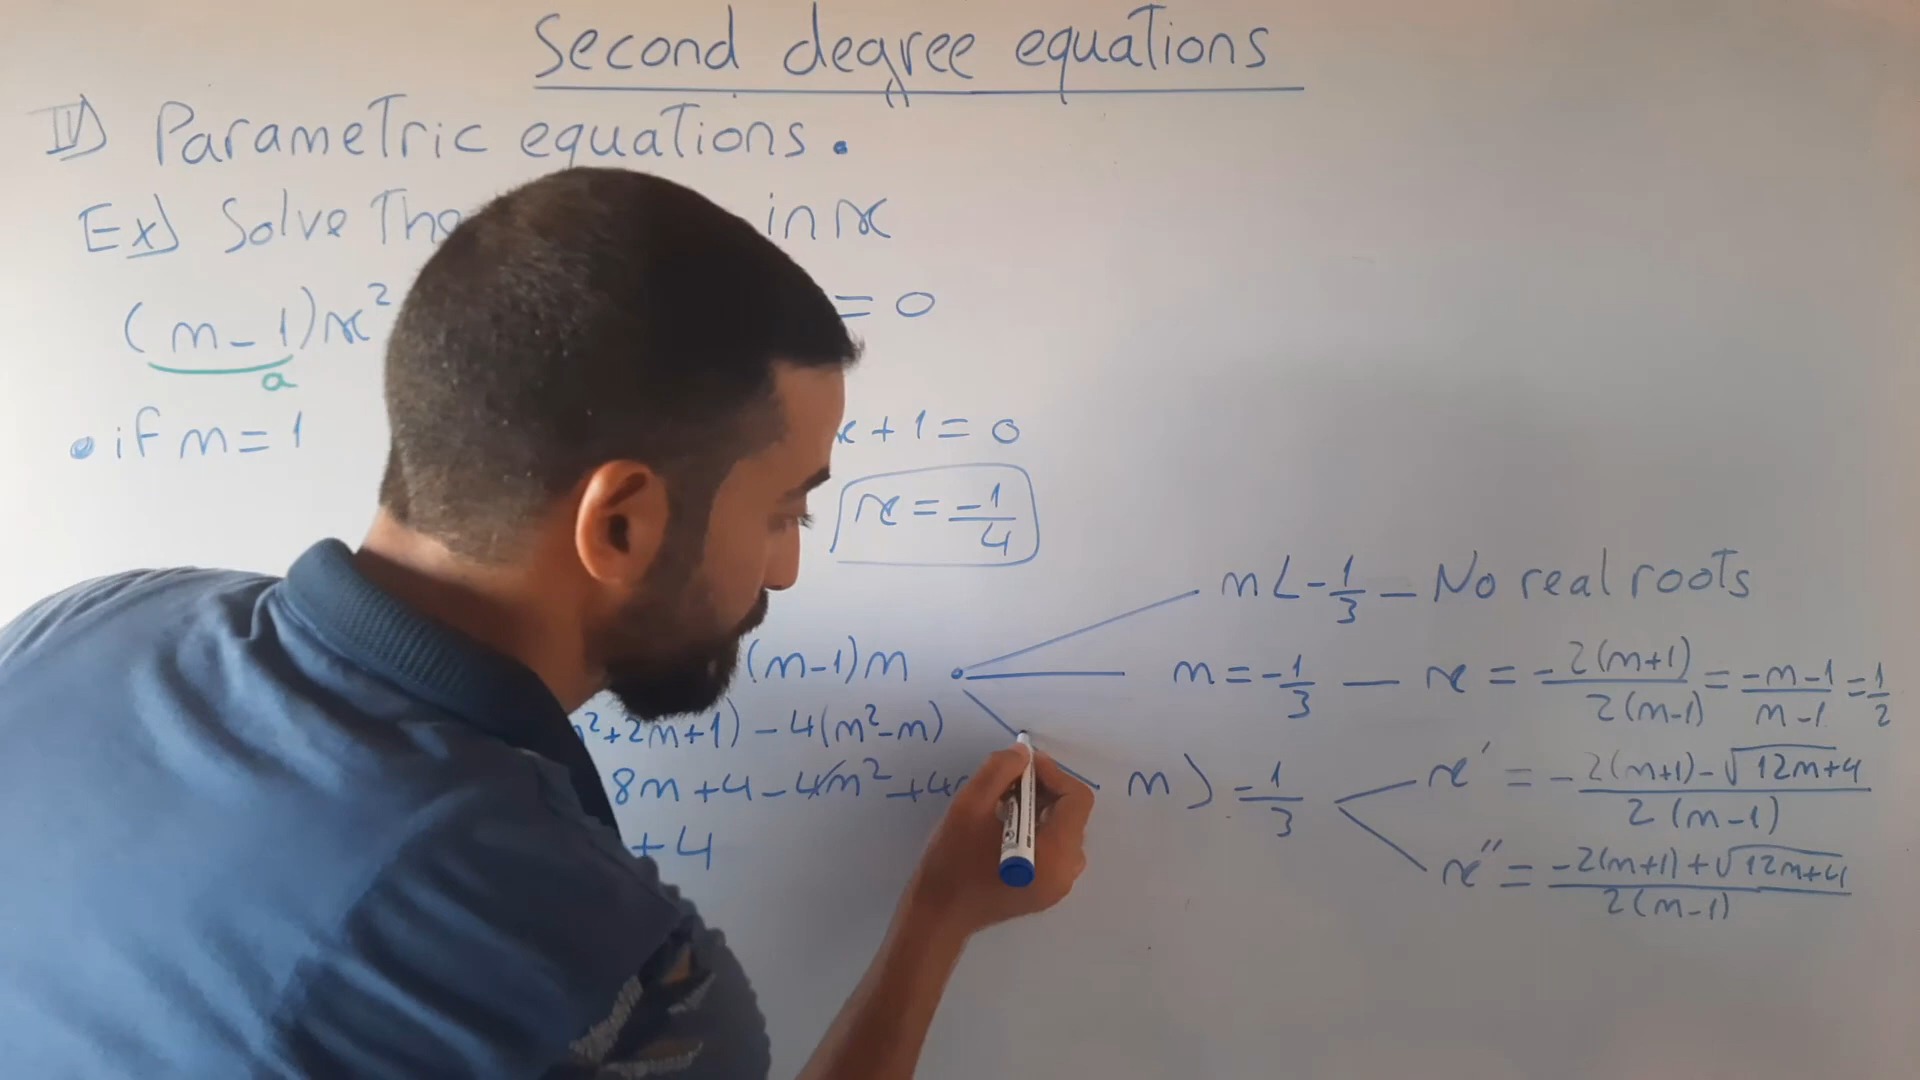 Second degree equations
IV) Parametric equations.
Ex) Solve The in x
(m-1)x² = 0
a
• if m = 1 x + 1 = 0
x = -1/4
m < -1/3 — No real roots
(m-1)m m = -1/3 — x = -2(m+1)/2(m-1) = -m-1/m-1 = 1/2
²+2m+1) - 4(m²-m)
8m+4-4m²+4 m > -1/3 x' = -2(m+1)-√12m+4/2(m-1)
+4 x'' = -2(m+1)+√12m+4/2(m-1)